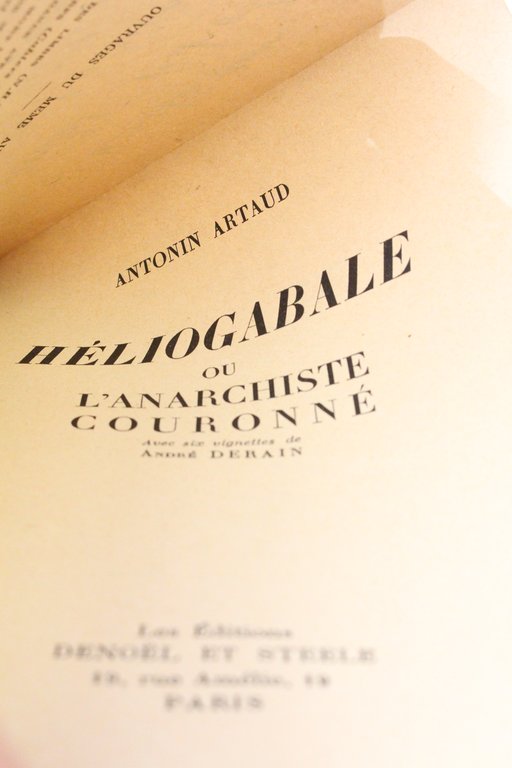 OUVRAGES DU MEME
ANTONIN ARTAUD
HÉLIOGABALE
OU
L'ANARCHISTE
COURONNÉ
Avec six vignettes de
ANDRÉ DERAIN
Les Éditions
DENOËL ET STEELE
19, rue Amélie, 19
PARIS